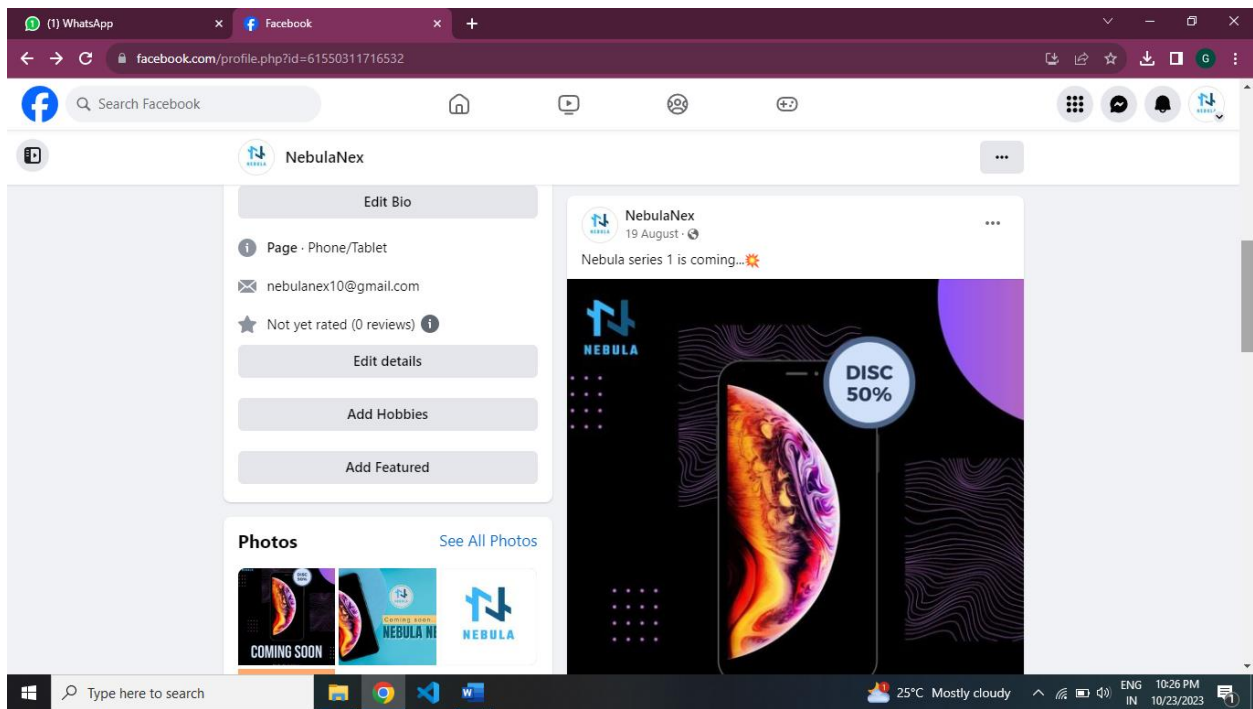 (1) WhatsApp
Facebook
facebook.com/profile.php?id=61550311716532
G
Search Facebook
NebulaNex
Edit Bio
Page · Phone/Tablet
nebulanex10@gmail.com
Not yet rated (0 reviews)
Edit details
Add Hobbies
Add Featured
Photos
See All Photos
COMING SOON
Coming soon...
NEBULA NE
NEBULA
NebulaNex
19 August
Nebula series 1 is coming...💥
NEBULA
DISC
50%
Type here to search
25°C Mostly cloudy
ENG
IN
10:26 PM
10/23/2023